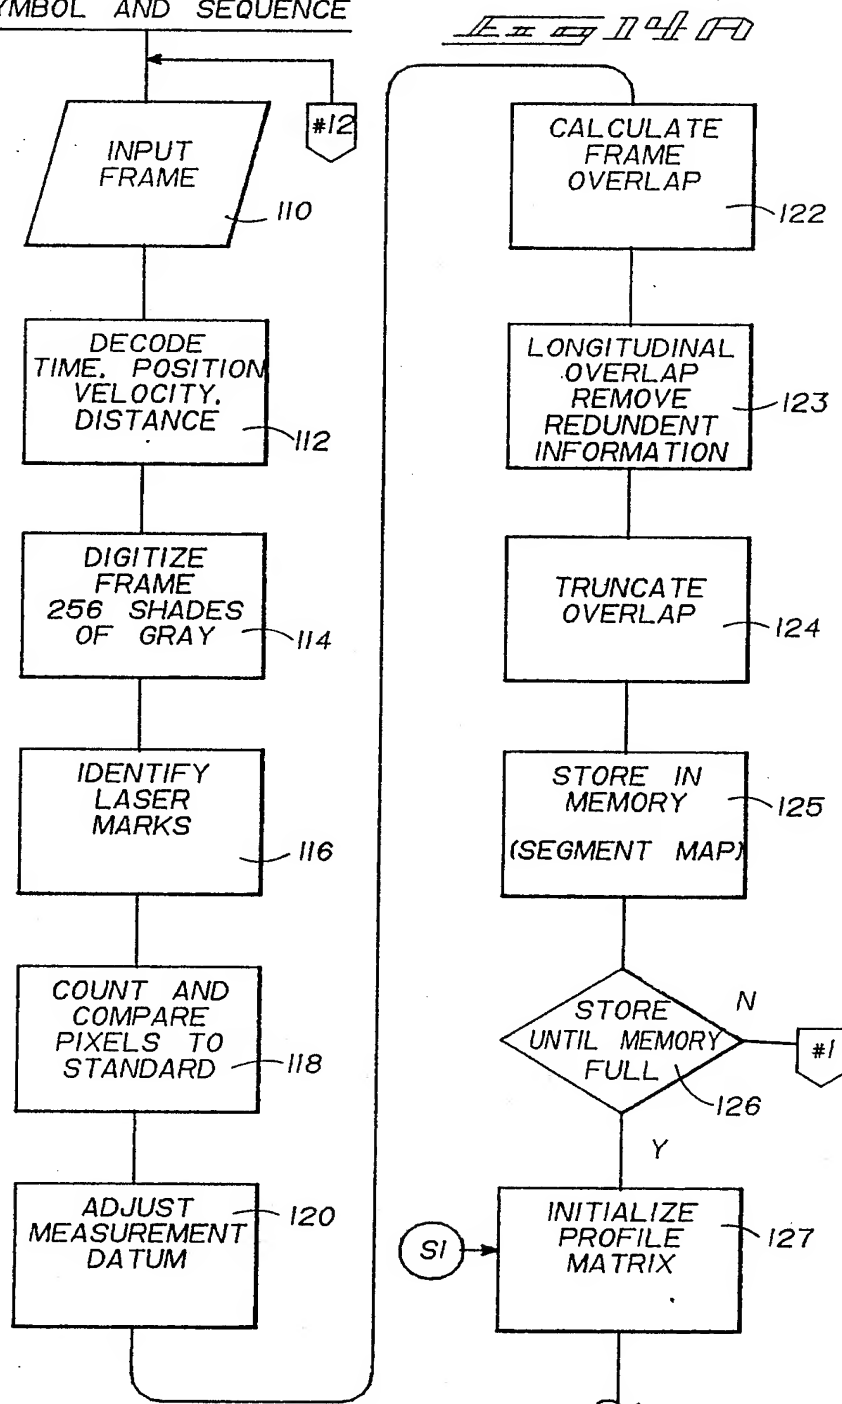 YMBOL AND SEQUENCE
Fig 14A
#12
INPUT
FRAME
110
DECODE
TIME. POSITION
VELOCITY.
DISTANCE
112
DIGITIZE
FRAME
256 SHADES
OF GRAY
114
IDENTIFY
LASER
MARKS
116
COUNT AND
COMPARE
PIXELS TO
STANDARD
118
ADJUST
MEASUREMENT
DATUM
120
CALCULATE
FRAME
OVERLAP
122
LONGITUDINAL
OVERLAP
REMOVE
REDUNDENT
INFORMATION
123
TRUNCATE
OVERLAP
124
STORE IN
MEMORY
(SEGMENT MAP)
125
STORE
UNTIL MEMORY
FULL
126
N
#1
Y
S1
INITIALIZE
PROFILE
MATRIX
127